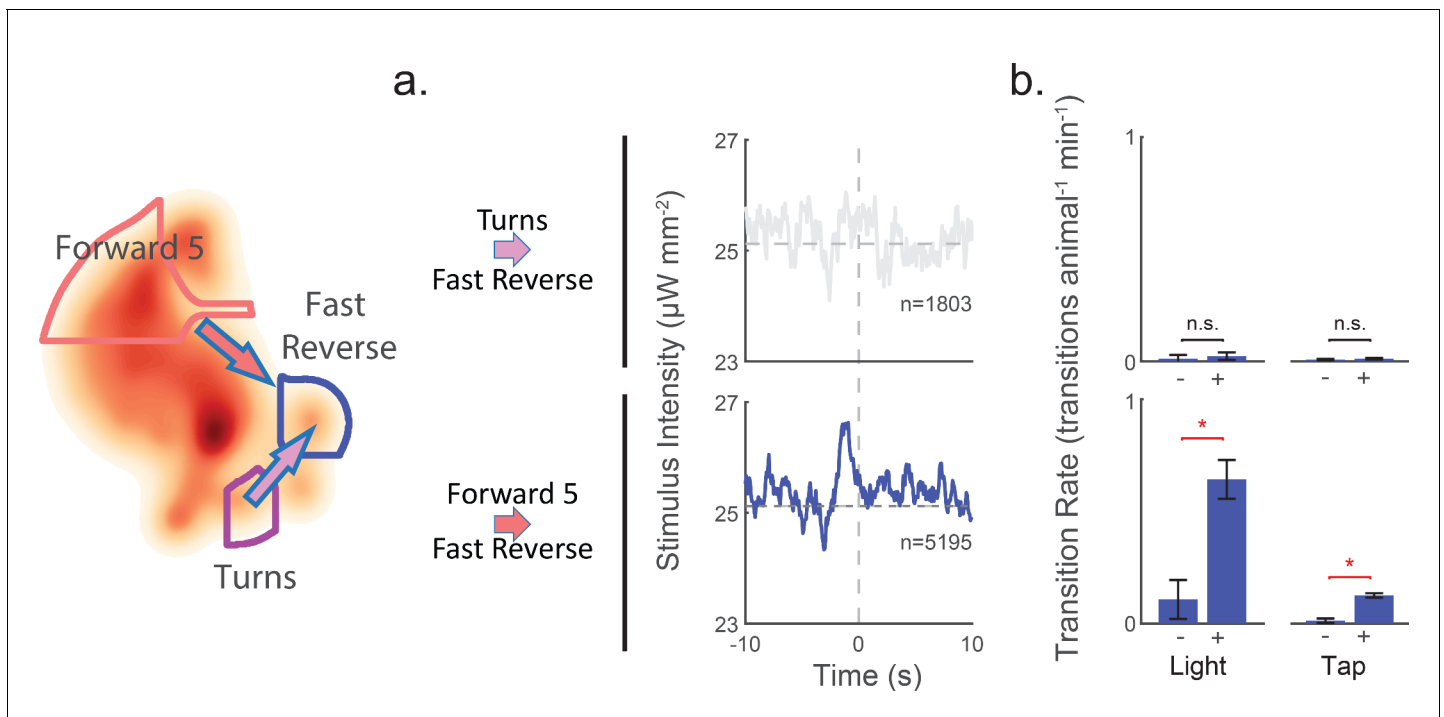 a.
b.
Forward 5
Fast
Reverse
Turns
Turns
Fast Reverse
Forward 5
Fast Reverse
Stimulus Intensity (µW mm-2)
27
25
23
n=1803
27
25
23
n=5195
-10
0
10
Time (s)
Transition Rate (transitions animal-1 min-1)
1
0
n.s.
n.s.
-
+
-
+
1
0
*
*
-
+
-
+
Light
Tap